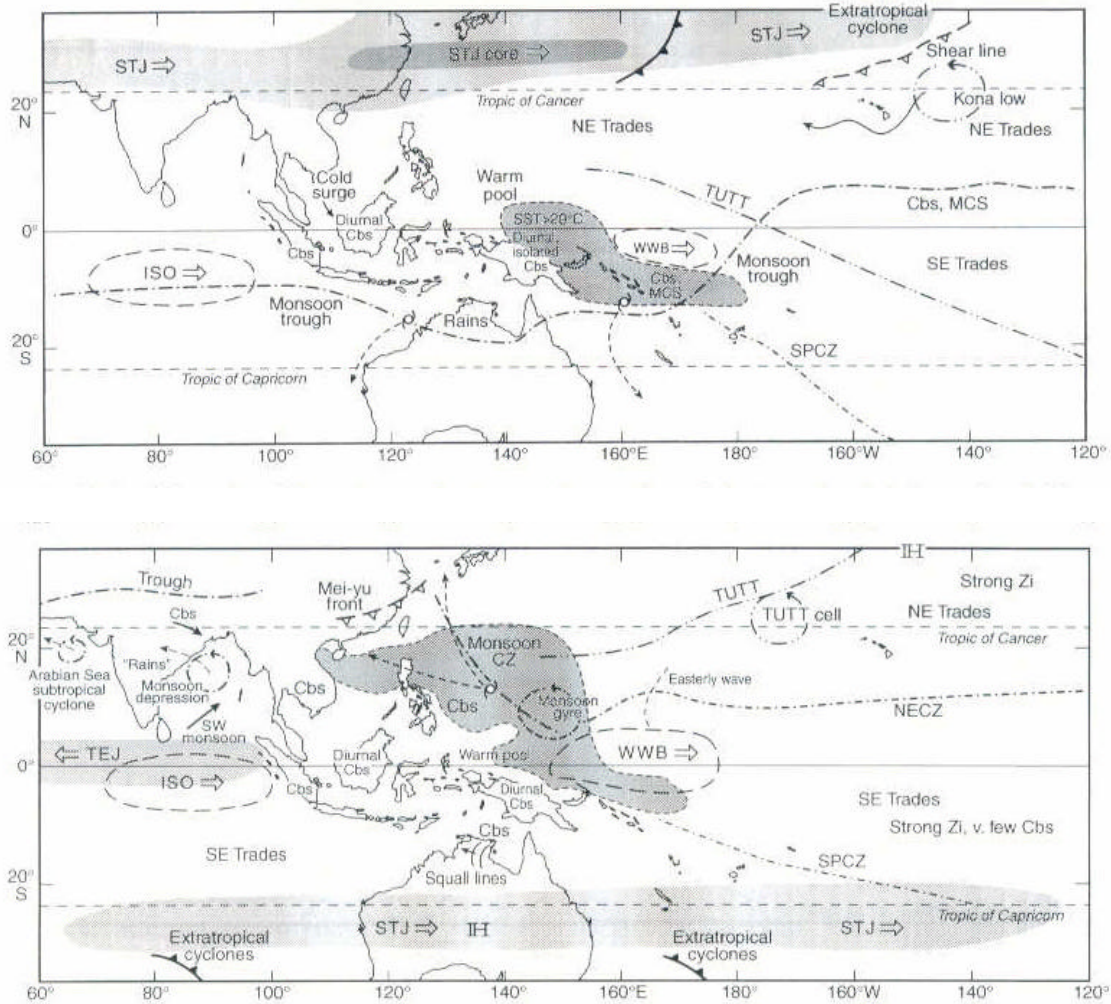 Extratropical
cyclone
STJ ⇒
STJ core ⇒
STJ ⇒
Shear line
20°
N
Tropic of Cancer
Kona low
NE Trades
NE Trades
Warm
pool
Cold
surge
TUTT
Cbs, MCS
SST>29°C
Diurnal
Cbs
0°
Diurnal,
isolated
Cbs
WWB ⇒
Cbs
Monsoon
trough
SE Trades
ISO ⇒
Cbs,
MCS
Monsoon
trough
Rains
20°
S
SPCZ
Tropic of Capricorn
60° 80° 100° 120° 140° 160°E 180° 160°W 140° 120°
IH
Trough
Strong Zi
Mei-yu
front
TUTT
TUTT cell
NE Trades
Cbs
20°
N
Tropic of Cancer
Monsoon
CZ
"Rains"
Arabian Sea
subtropical
cyclone
Monsoon
depression
Easterly wave
Cbs
Cbs
Monsoon
gyre
NECZ
SW
monsoon
⇐ TEJ
Diurnal
Cbs
Warm pool
WWB ⇒
0°
ISO ⇒
Cbs
Diurnal
Cbs
SE Trades
Cbs
Strong Zi, v. few Cbs
SE Trades
Squall lines
SPCZ
20°
S
Tropic of Capricorn
STJ ⇒ IH
STJ ⇒
Extratropical
cyclones
Extratropical
cyclones
60° 80° 100° 120° 140° 160°E 180° 160°W 140° 120°